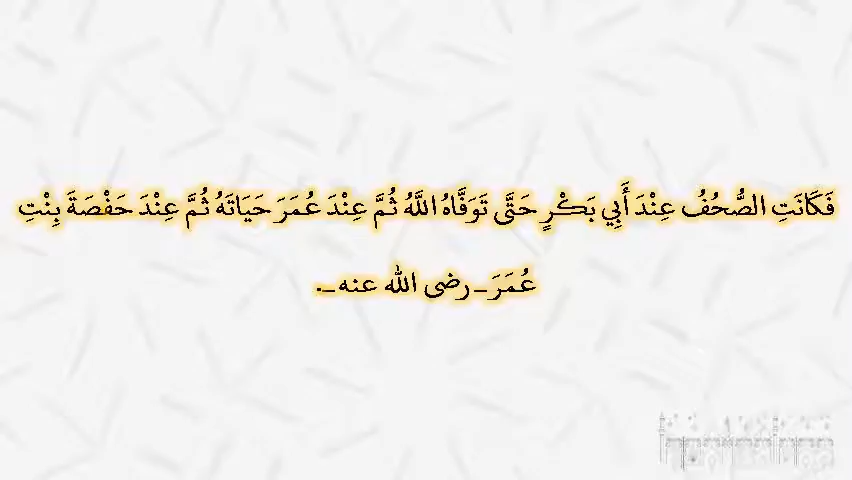 فَكَانَتِ الصُّحُفُ عِنْدَ أَبِي بَكْرٍ حَتَّى تَوَفَّاهُ اللَّهُ ثُمَّ عِنْدَ عُمَرَ حَيَاتَهُ ثُمَّ عِنْدَ حَفْصَةَ بِنْتِ
عُمَرَ ـ رضى الله عنه ـ.